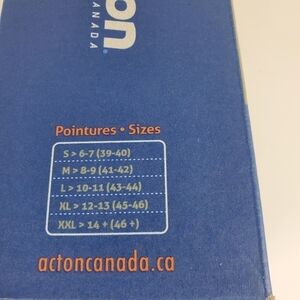 on
CANADA
Pointures • Sizes
S > 6-7 (39-40)
M > 8-9 (41-42)
L > 10-11 (43-44)
XL > 12-13 (45-46)
XXL > 14 + (46 +)
actoncanada.ca